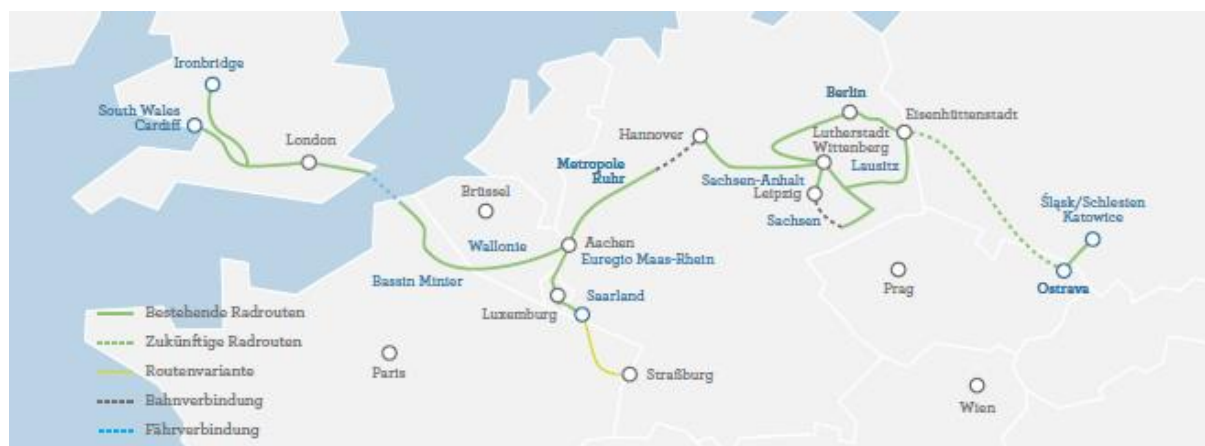 Ironbridge
South Wales
Cardiff
London
Berlin
Eisenhüttenstadt
Hannover
Lutherstadt
Wittenberg
Metropole
Ruhr
Lausitz
Sachsen-Anhalt
Leipzig
Brüssel
Sachsen
Śląsk/Schlesien
Katowice
Wallonie
Aachen
Euregio Maas-Rhein
Bassin Minier
Prag
Ostrava
Saarland
Luxemburg
Bestehende Radrouten
Zukünftige Radrouten
Routenvariante
Bahnverbindung
Fährverbindung
Paris
Straßburg
Wien